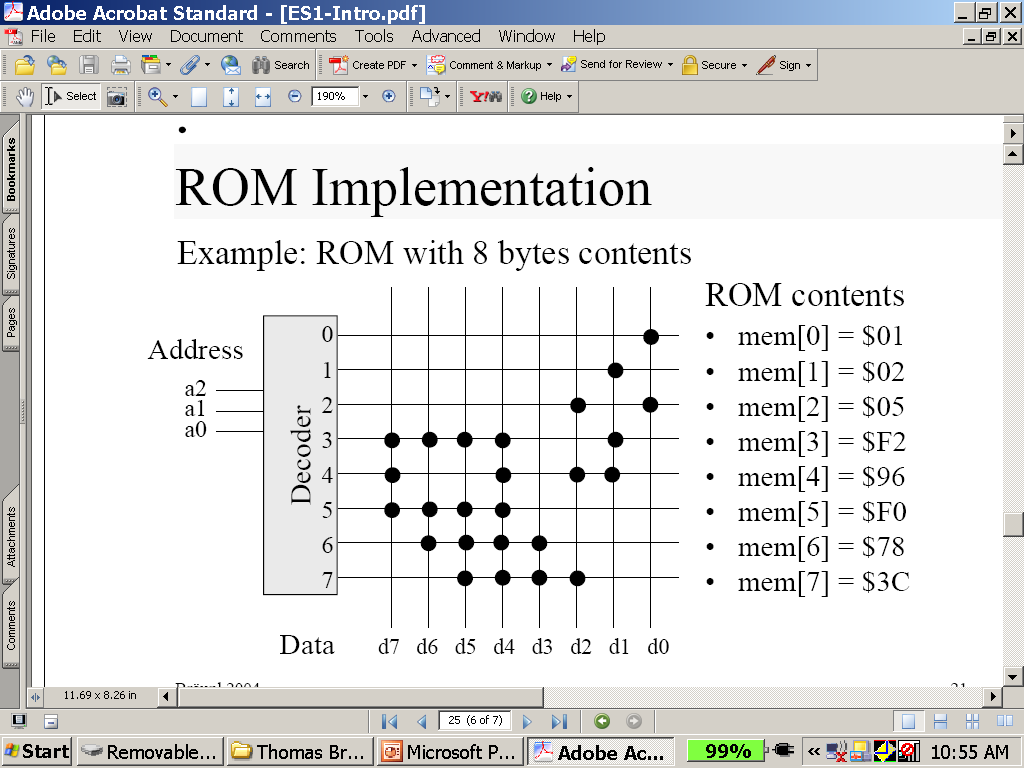 Adobe Acrobat Standard - [ES1-Intro.pdf]
File Edit View Document Comments Tools Advanced Window Help
Search Create PDF Comment & Markup Send for Review Secure Sign
Select 190% Y! Help
Bookmarks
Signatures
Pages
Attachments
Comments
•
ROM Implementation
Example: ROM with 8 bytes contents
Address
a2
a1
a0
Decoder
0
1
2
3
4
5
6
7
Data d7 d6 d5 d4 d3 d2 d1 d0
ROM contents
• mem[0] = $01
• mem[1] = $02
• mem[2] = $05
• mem[3] = $F2
• mem[4] = $96
• mem[5] = $F0
• mem[6] = $78
• mem[7] = $3C
11.69 x 8.26 in
25 (6 of 7)
Start Removable... Thomas Br... Microsoft P... Adobe Ac... 99% « 10:55 AM